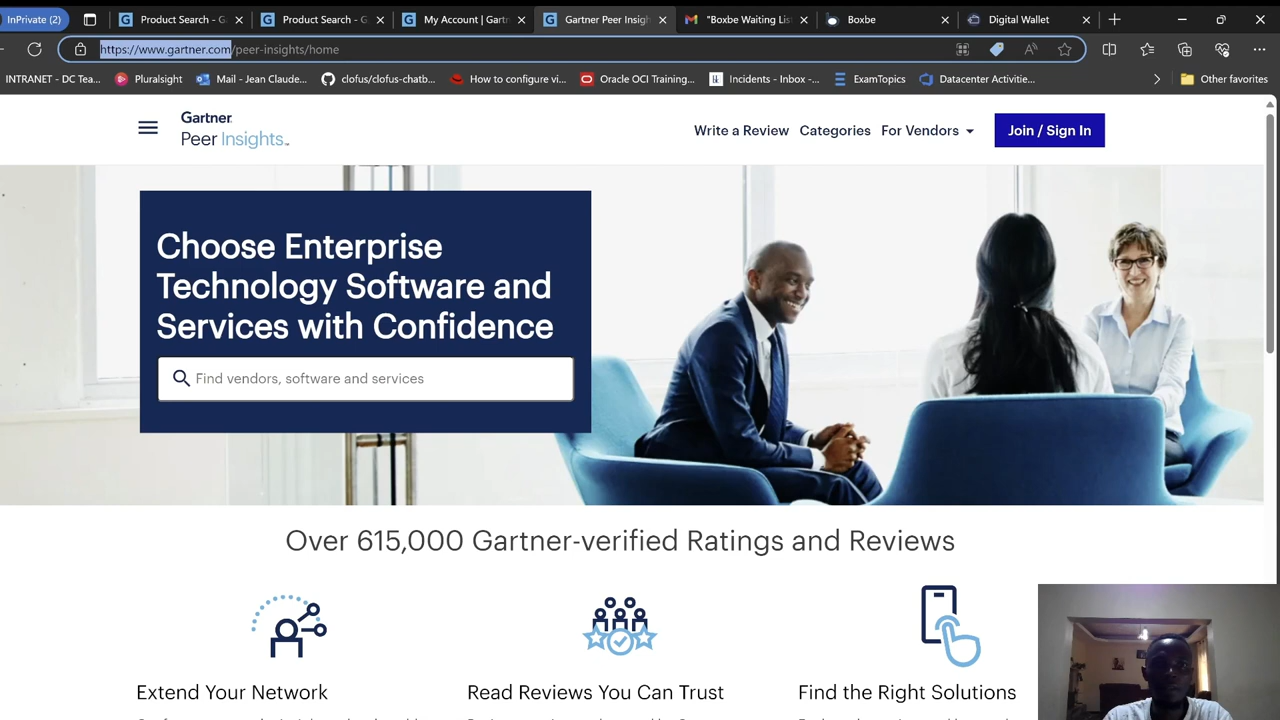 InPrivate (2)
Product Search - G
Product Search - G
My Account | Gartn
Gartner Peer Insigh
"Boxbe Waiting List
Boxbe
Digital Wallet
https://www.gartner.com/peer-insights/home
INTRANET - DC Tea...
Pluralsight
Mail - Jean Claude...
clofus/clofus-chatb...
How to configure vi...
Oracle OCI Training...
Incidents - Inbox -...
ExamTopics
Datacenter Activitie...
Other favorites
Gartner
Peer Insights™
Write a Review
Categories
For Vendors
Join / Sign In
Choose Enterprise
Technology Software and
Services with Confidence
Find vendors, software and services
Over 615,000 Gartner-verified Ratings and Reviews
Extend Your Network
Read Reviews You Can Trust
Find the Right Solutions